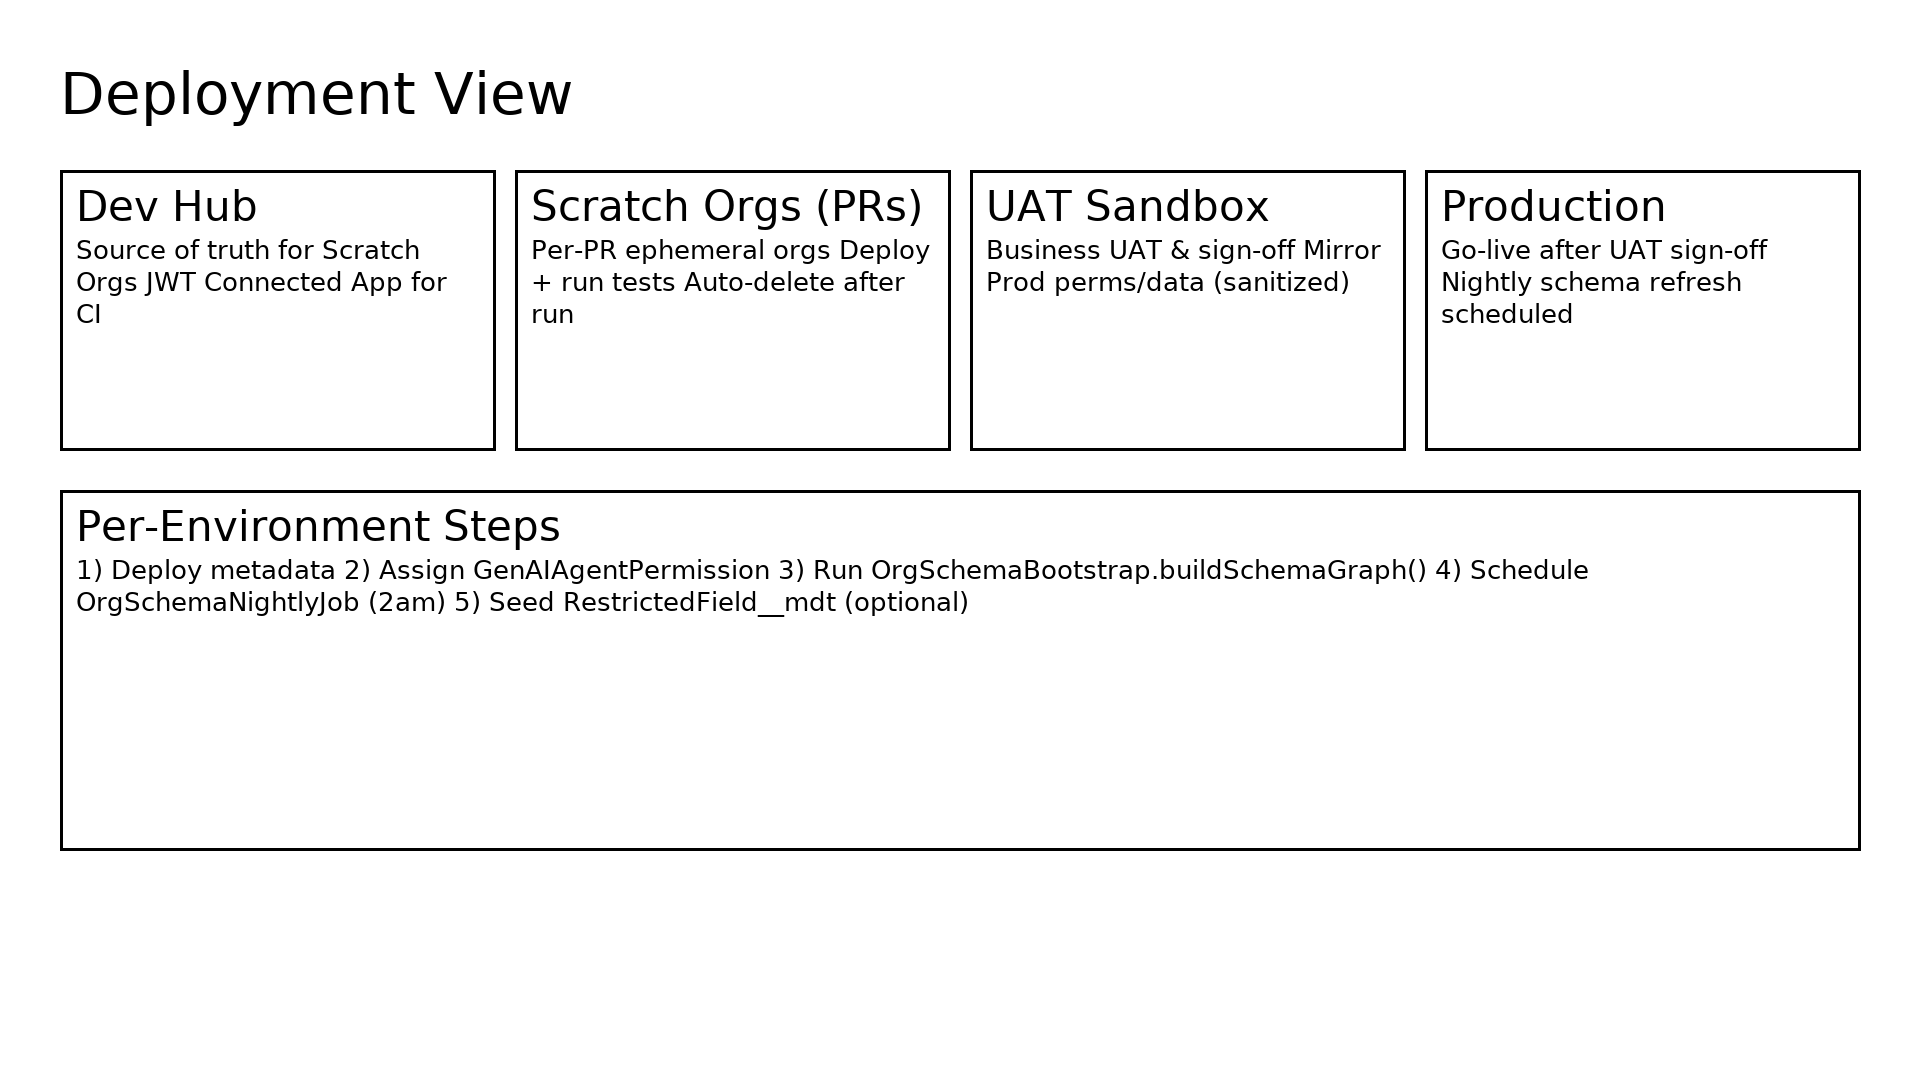 Deployment View
Dev Hub
Source of truth for Scratch
Orgs JWT Connected App for
CI
Scratch Orgs (PRs)
Per-PR ephemeral orgs Deploy
+ run tests Auto-delete after
run
UAT Sandbox
Business UAT & sign-off Mirror
Prod perms/data (sanitized)
Production
Go-live after UAT sign-off
Nightly schema refresh
scheduled
Per-Environment Steps
1) Deploy metadata 2) Assign GenAIAgentPermission 3) Run OrgSchemaBootstrap.buildSchemaGraph() 4) Schedule
OrgSchemaNightlyJob (2am) 5) Seed RestrictedField__mdt (optional)